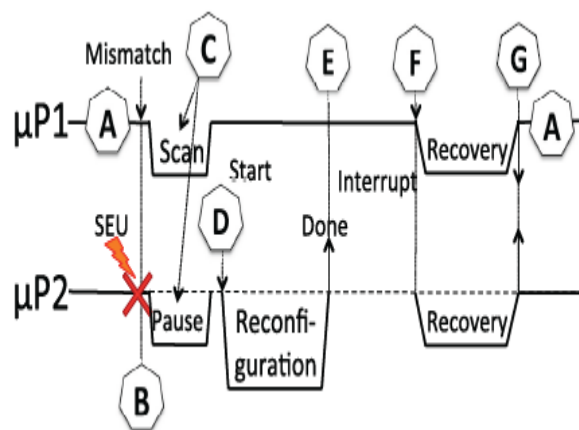 Mismatch
C
E
F
G
µP1
A
Scan
Recovery
A
Start
Interrupt
SEU
D
Done
µP2
Pause
Reconfi-
guration
Recovery
B